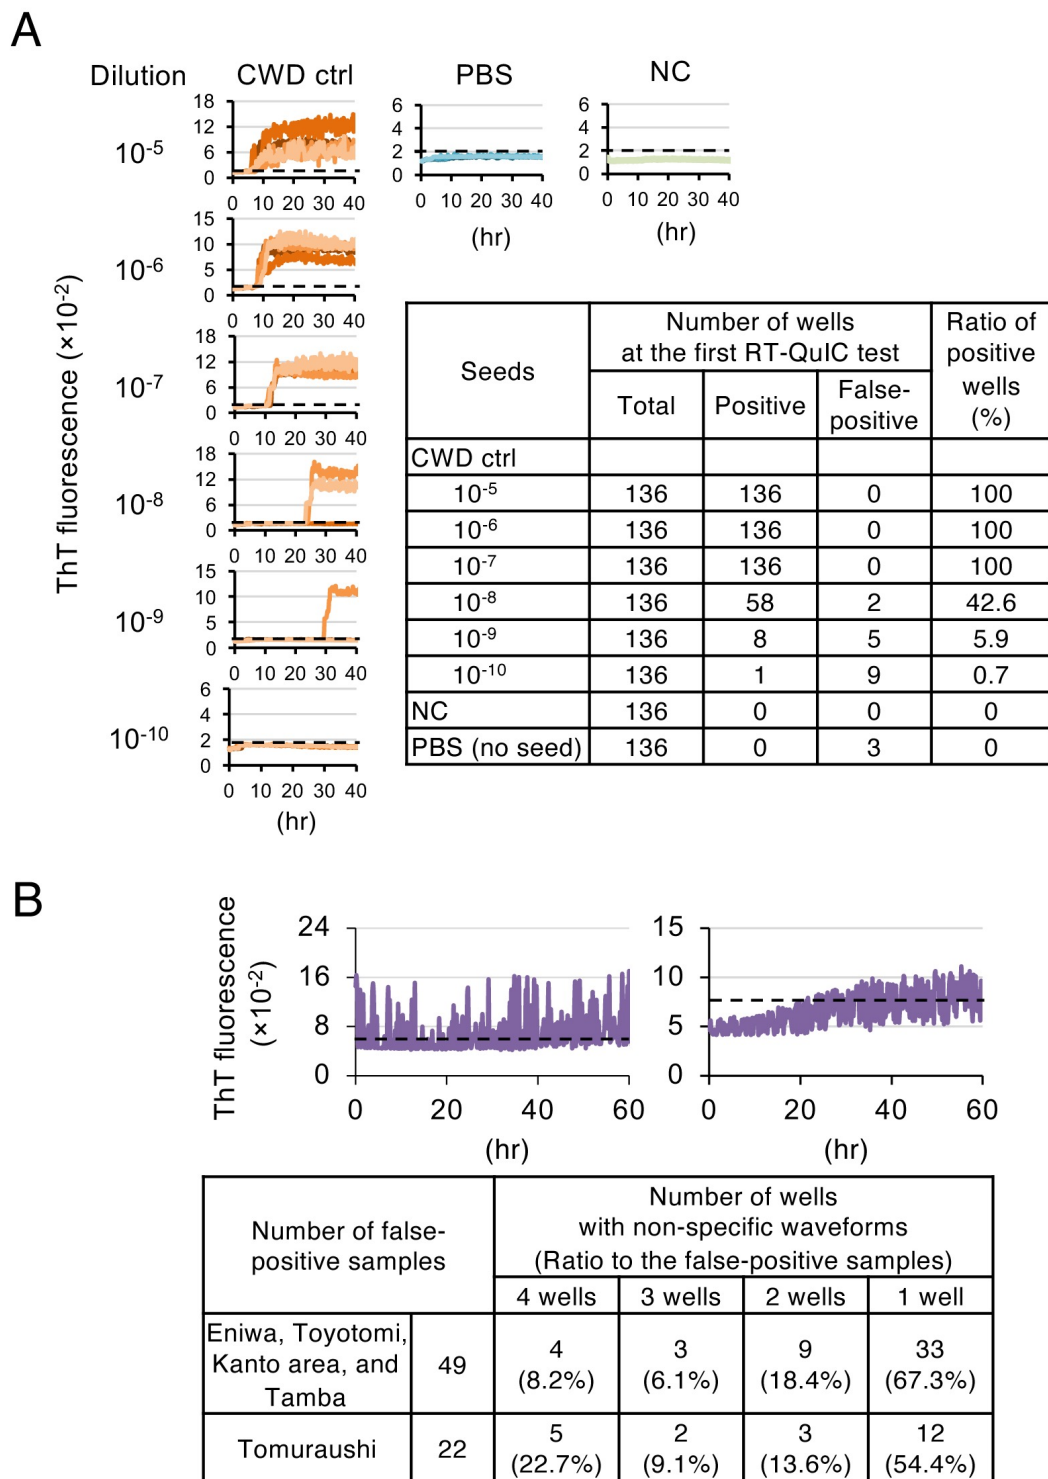 A
Dilution CWD ctrl PBS NC
ThT fluorescence (×10⁻²)
10⁻⁵
18
12
6
0
0 10 20 30 40
6
4
2
0
0 10 20 30 40
(hr)
6
4
2
0
0 10 20 30 40
(hr)
10⁻⁶
15
10
5
0
0 10 20 30 40
10⁻⁷
18
12
6
0
0 10 20 30 40
10⁻⁸
18
12
6
0
0 10 20 30 40
10⁻⁹
15
10
5
0
0 10 20 30 40
10⁻¹⁰
6
4
2
0
0 10 20 30 40
(hr)
Seeds
Number of wells
at the first RT-QuIC test
Ratio of
positive
wells
(%)
Total Positive False-
positive
CWD ctrl
10⁻⁵ 136 136 0 100
10⁻⁶ 136 136 0 100
10⁻⁷ 136 136 0 100
10⁻⁸ 136 58 2 42.6
10⁻⁹ 136 8 5 5.9
10⁻¹⁰ 136 1 9 0.7
NC 136 0 0 0
PBS (no seed) 136 0 3 0
B
ThT fluorescence
(×10⁻²)
24
16
8
0
0 20 40 60
(hr)
15
10
5
0
0 20 40 60
(hr)
Number of false-
positive samples
Number of wells
with non-specific waveforms
(Ratio to the false-positive samples)
4 wells 3 wells 2 wells 1 well
Eniwa, Toyotomi,
Kanto area, and
Tamba
49
4 3 9 33
(8.2%) (6.1%) (18.4%) (67.3%)
Tomuraushi 22
5 2 3 12
(22.7%) (9.1%) (13.6%) (54.4%)